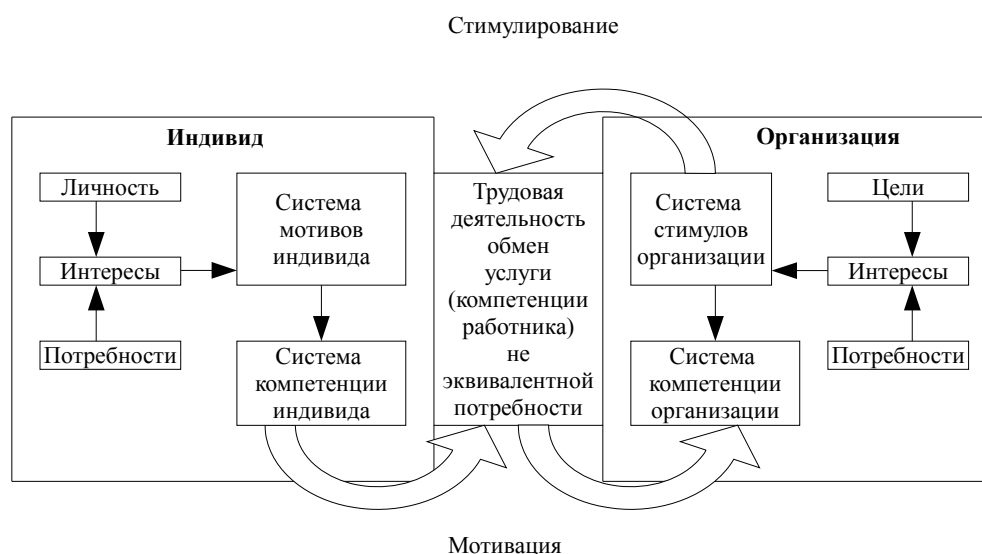 Стимулирование
Индивид
Личность
Интересы
Потребности
Система
мотивов
индивида
Система
компетенции
индивида
Трудовая
деятельность
обмен
услуги
(компетенции
работника)
не
эквивалентной
потребности
Организация
Система
стимулов
организации
Система
компетенции
организации
Цели
Интересы
Потребности
Мотивация